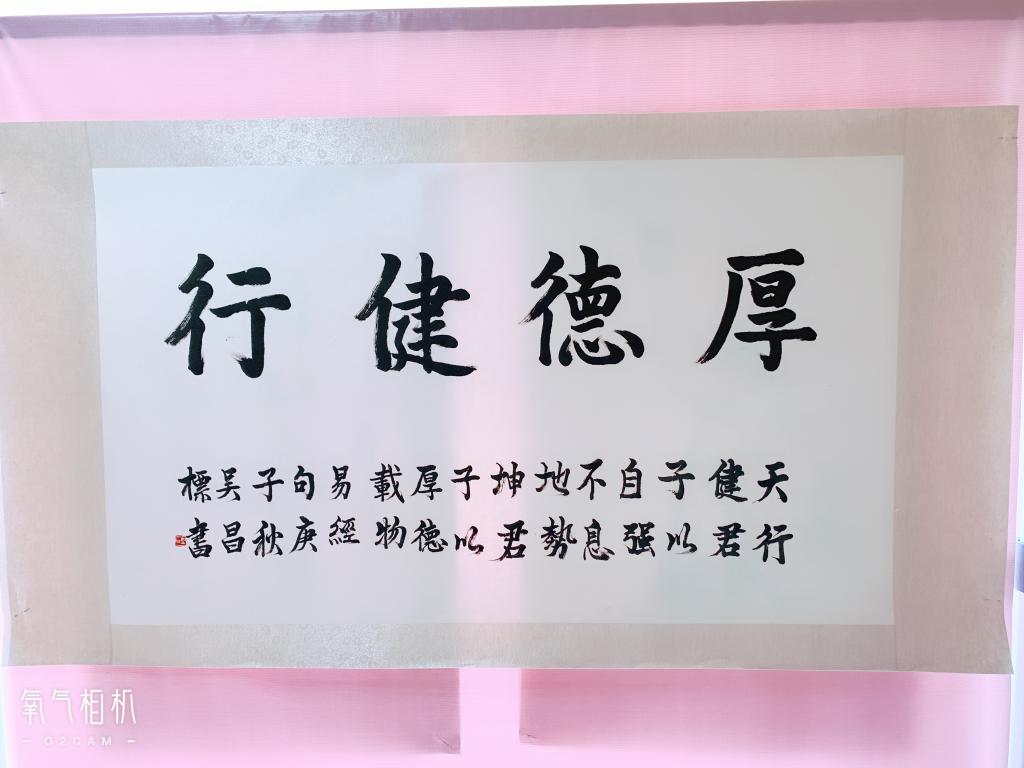 厚德健行
天行
健君
子以
自强
不息
地勢
坤君
子以
厚德
載物
易經
句庚
子秋
吴昌
標書
氧气相机
– O2CAM –